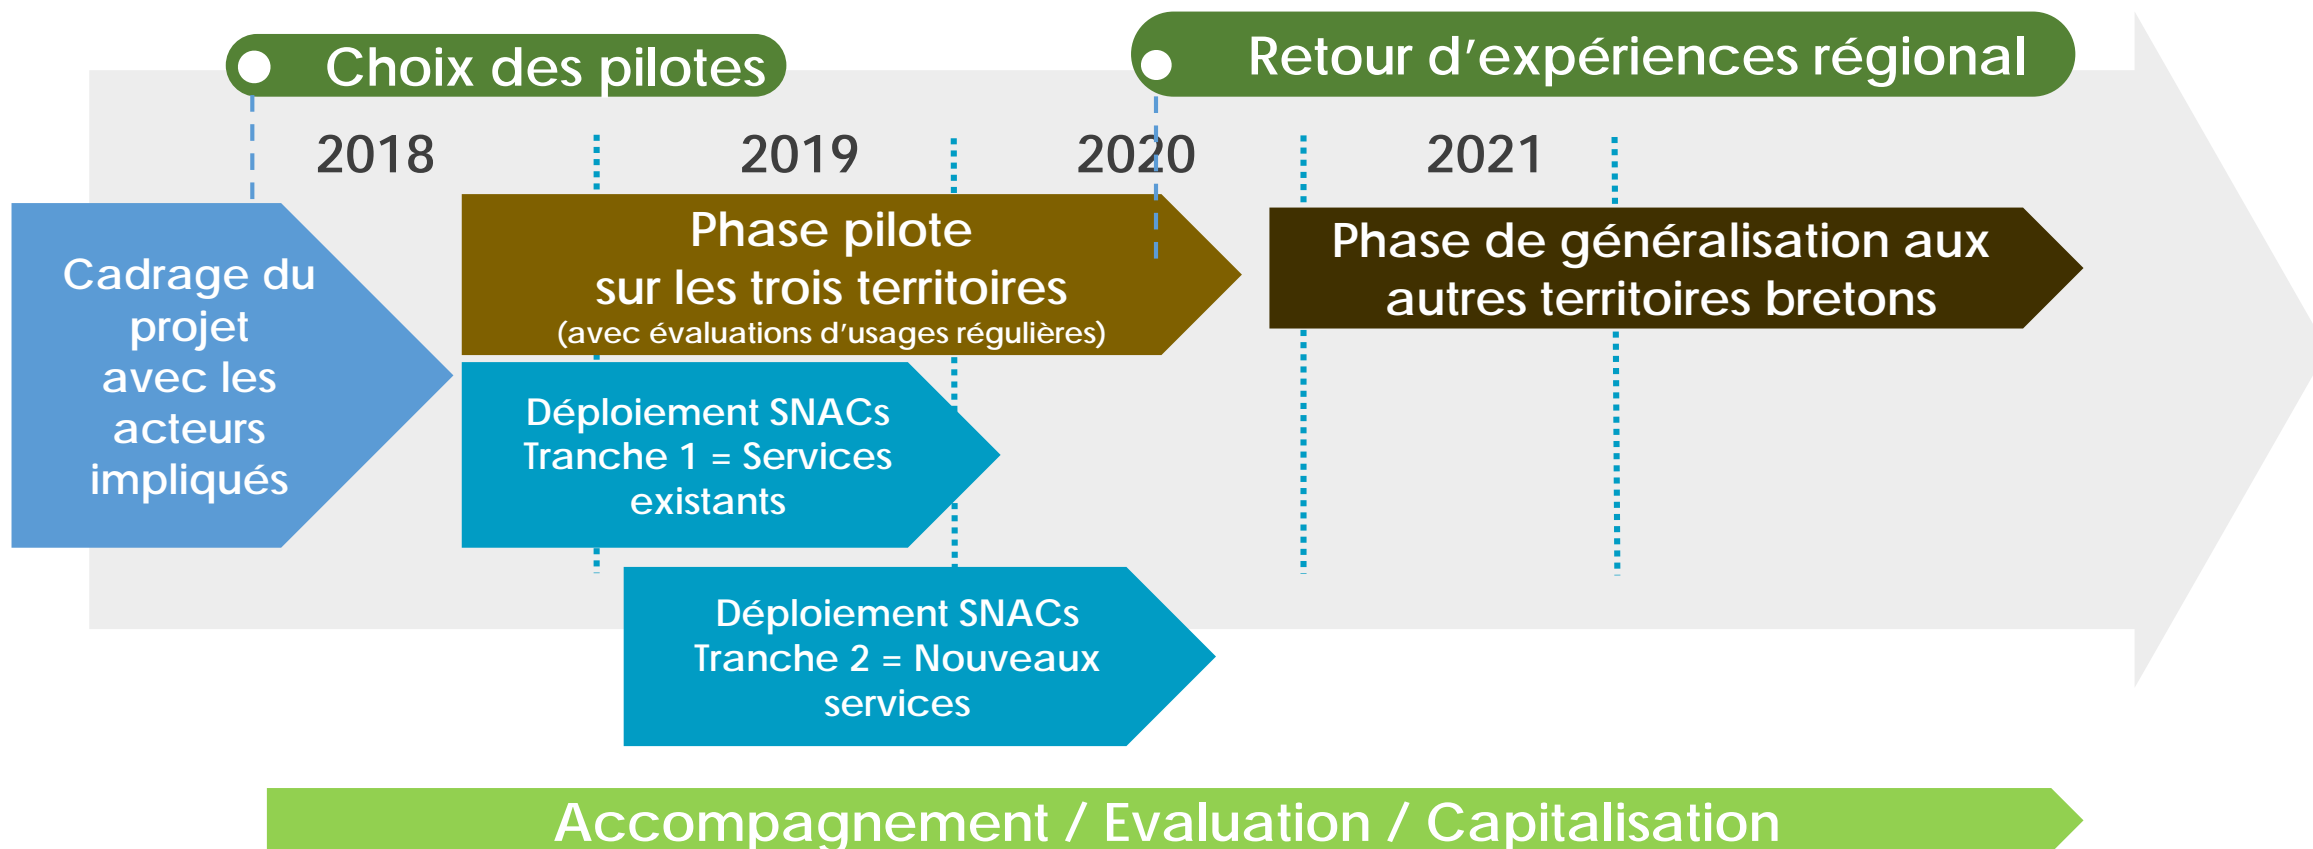 Choix des pilotes
Retour d’expériences régional
2018
2019
2020
2021
Cadrage du
projet
avec les
acteurs
impliqués
Phase pilote
sur les trois territoires
(avec évaluations d’usages régulières)
Phase de généralisation aux
autres territoires bretons
Déploiement SNACs
Tranche 1 = Services
existants
Déploiement SNACs
Tranche 2 = Nouveaux
services
Accompagnement / Evaluation / Capitalisation